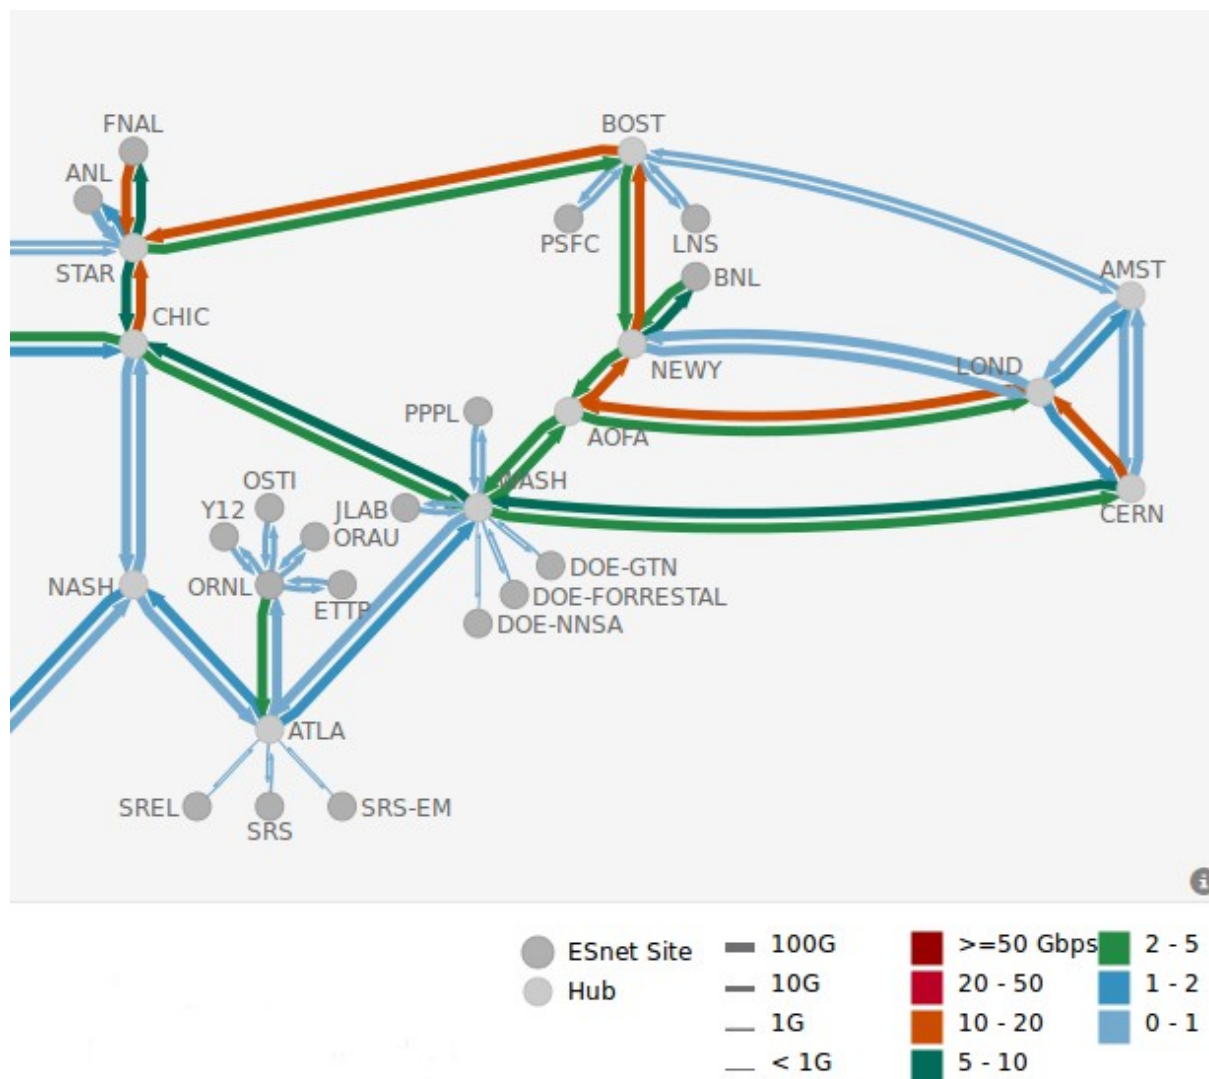 FNAL
BOST
ANL
PSFC
LNS
STAR
BNL
AMST
CHIC
NEWY
LOND
PPPL
AOFA
WASH
OSTI
Y12
JLAB
ORAU
CERN
NASH
ORNL
ETTP
DOE-GTN
DOE-FORRESTAL
DOE-NNSA
ATLA
SREL
SRS
SRS-EM
i
ESnet Site
Hub
100G
10G
1G
< 1G
>=50 Gbps
20 - 50
10 - 20
5 - 10
2 - 5
1 - 2
0 - 1